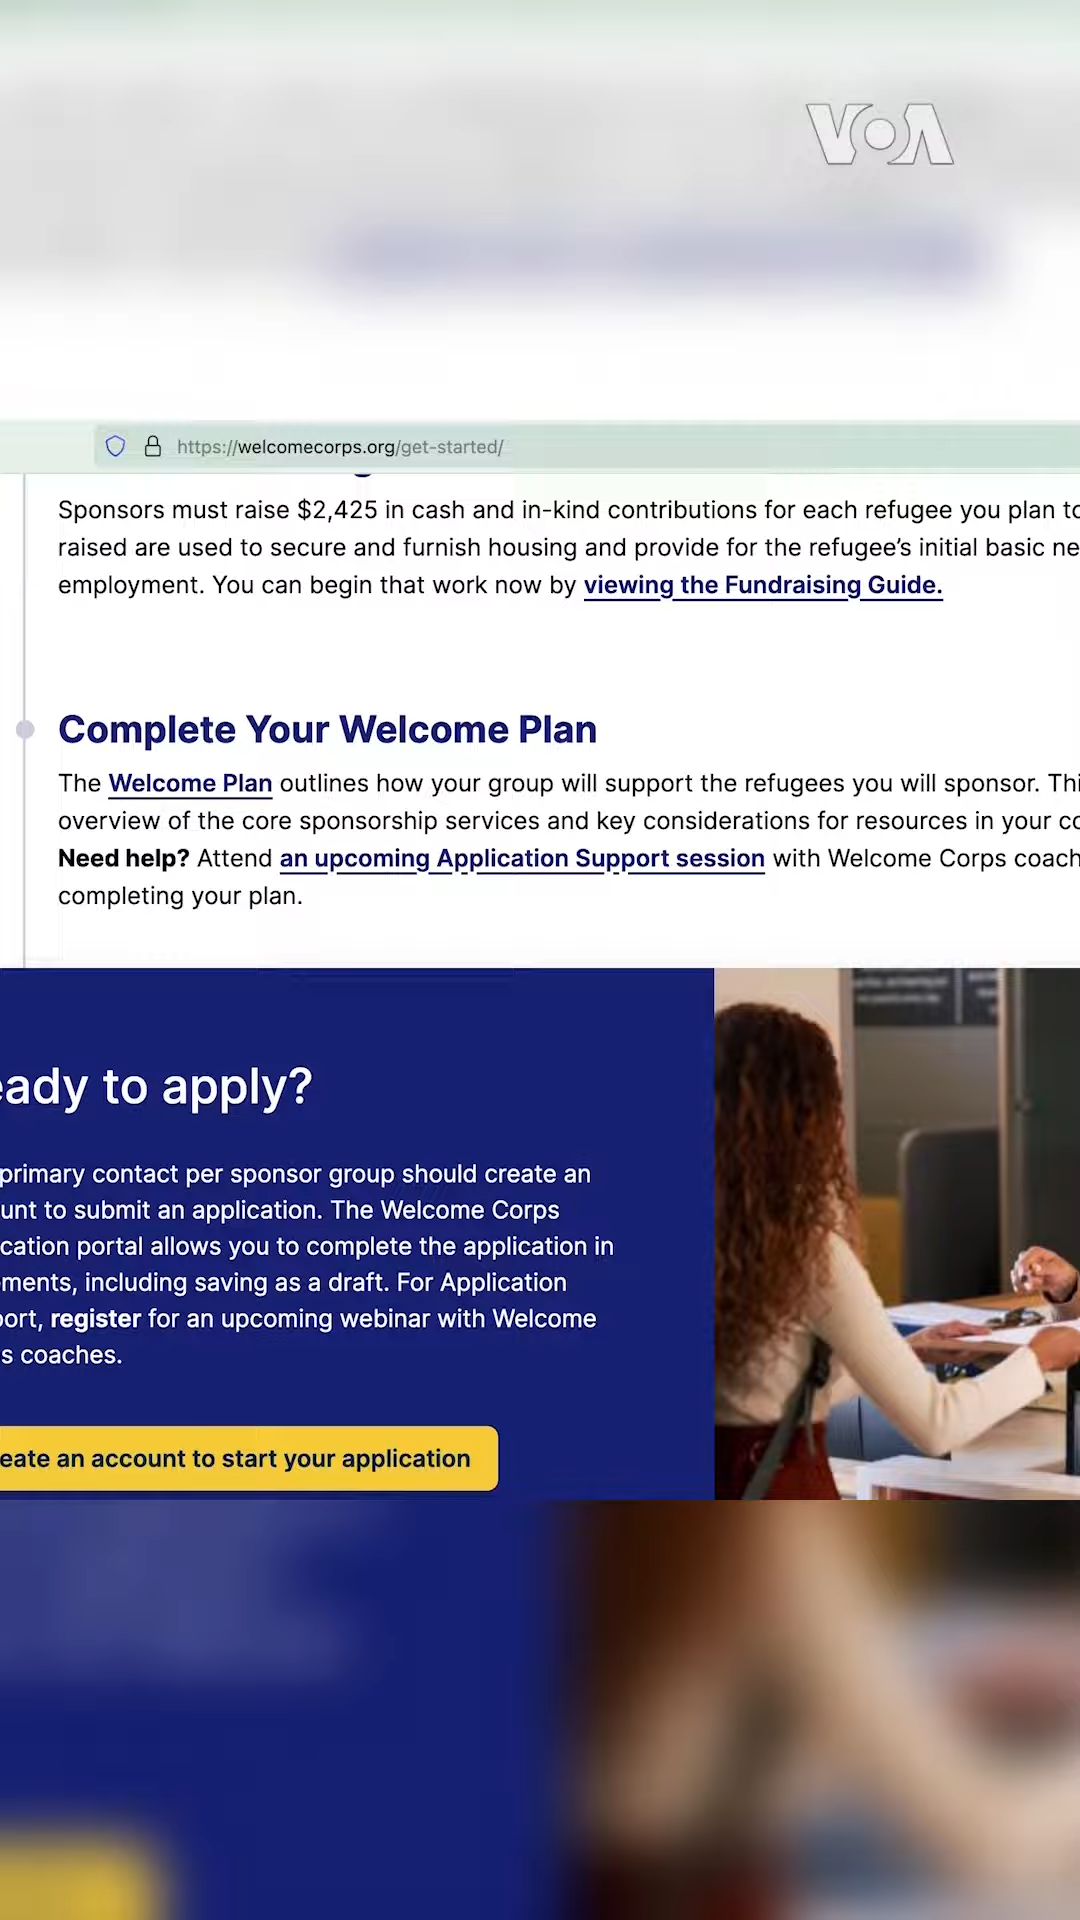 VOA
https://welcomecorps.org/get-started/
Sponsors must raise $2,425 in cash and in-kind contributions for each refugee you plan to
raised are used to secure and furnish housing and provide for the refugee's initial basic ne
employment. You can begin that work now by viewing the Fundraising Guide.
Complete Your Welcome Plan
The Welcome Plan outlines how your group will support the refugees you will sponsor. Thi
overview of the core sponsorship services and key considerations for resources in your co
Need help? Attend an upcoming Application Support session with Welcome Corps coach
completing your plan.
eady to apply?
primary contact per sponsor group should create an
unt to submit an application. The Welcome Corps
cation portal allows you to complete the application in
ments, including saving as a draft. For Application
ort, register for an upcoming webinar with Welcome
s coaches.
eate an account to start your application